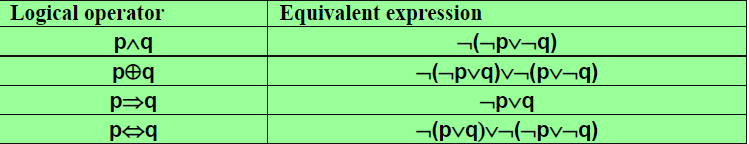 Logical operator Equivalent expression
p∧q ¬(¬p∨¬q)
p⊕q ¬(¬p∨q)∨¬(p∨¬q)
p⇒q ¬p∨q
p⇔q ¬(p∨q)∨¬(¬p∨¬q)